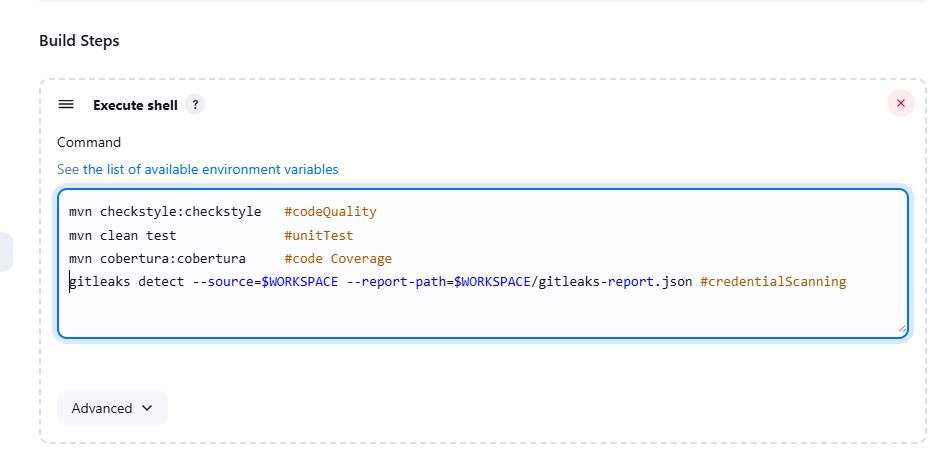 Build Steps
Execute shell ?
Command
See the list of available environment variables
mvn checkstyle:checkstyle   #codeQuality
mvn clean test              #unitTest
mvn cobertura:cobertura     #code Coverage
gitleaks detect --source=$WORKSPACE --report-path=$WORKSPACE/gitleaks-report.json #credentialScanning
Advanced